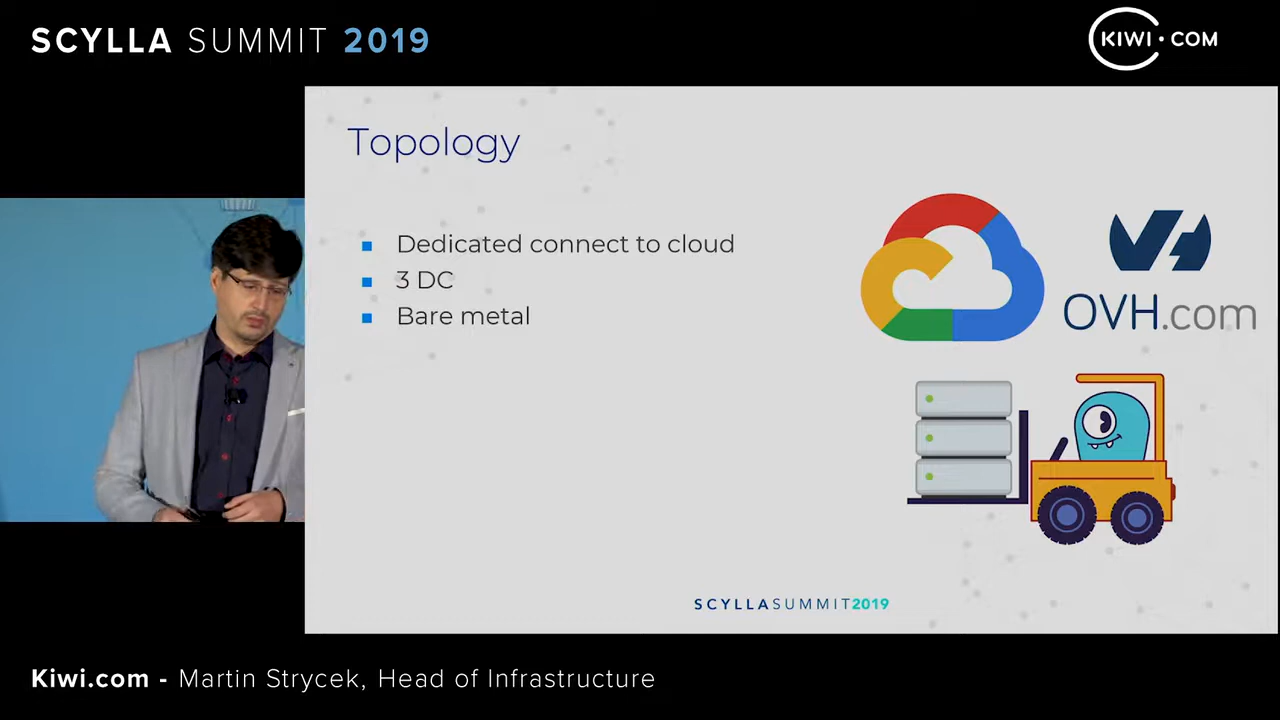 SCYLLA SUMMIT 2019
KIWI.COM
Topology
Dedicated connect to cloud
3 DC
Bare metal
OVH.com
SCYLLASUMMIT2019
Kiwi.com - Martin Strycek, Head of Infrastructure